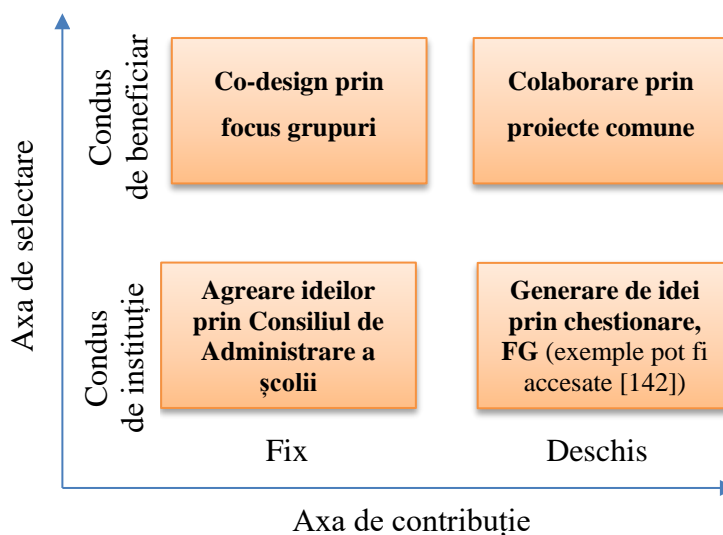 Axa de selectare
Condus
de beneficiar
Co-design prin
focus grupuri
Colaborare prin
proiecte comune
Condus
de instituție
Agreare ideilor
prin Consiliul de
Administrare a
școlii
Generare de idei
prin chestionare,
FG (exemple pot fi
accesate [142])
Fix
Deschis
Axa de contribuție